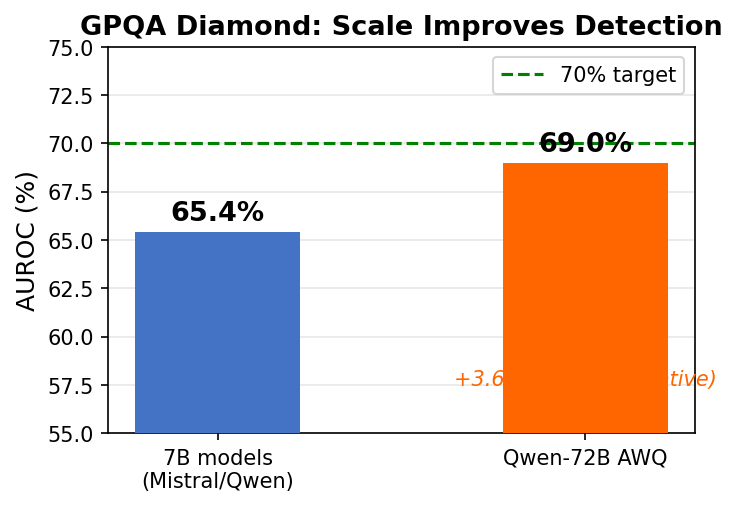 GPQA Diamond: Scale Improves Detection
75.0
72.5
70.0
67.5
65.0
62.5
60.0
57.5
55.0
AUROC (%)
70% target
65.4%
69.0%
+3.6 tive)
7B models
(Mistral/Qwen)
Qwen-72B AWQ